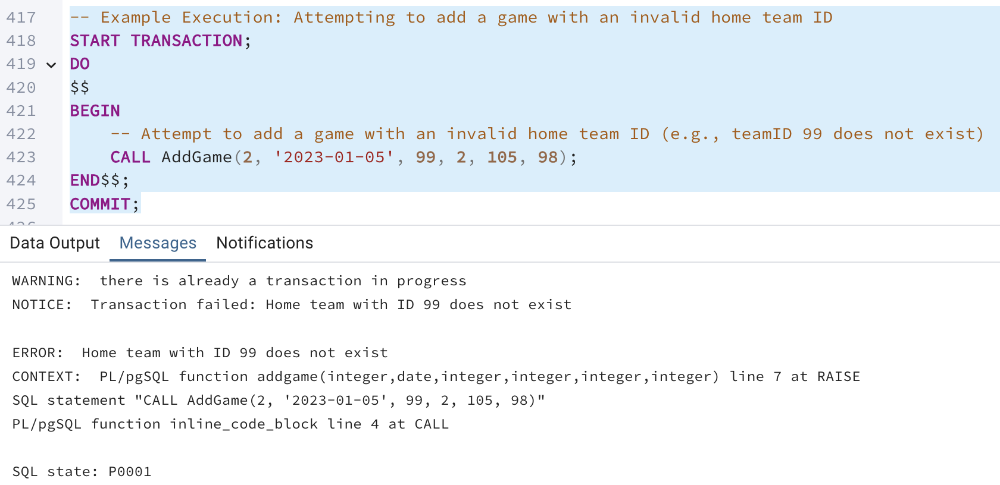 417 -- Example Execution: Attempting to add a game with an invalid home team ID
418 START TRANSACTION;
419 DO
420 $$
421 BEGIN
422 -- Attempt to add a game with an invalid home team ID (e.g., teamID 99 does not exist)
423 CALL AddGame(2, '2023-01-05', 99, 2, 105, 98);
424 END$$;
425 COMMIT;
Data Output Messages Notifications
WARNING:  there is already a transaction in progress
NOTICE:  Transaction failed: Home team with ID 99 does not exist
ERROR:  Home team with ID 99 does not exist
CONTEXT:  PL/pgSQL function addgame(integer,date,integer,integer,integer,integer) line 7 at RAISE
SQL statement "CALL AddGame(2, '2023-01-05', 99, 2, 105, 98)"
PL/pgSQL function inline_code_block line 4 at CALL
SQL state: P0001